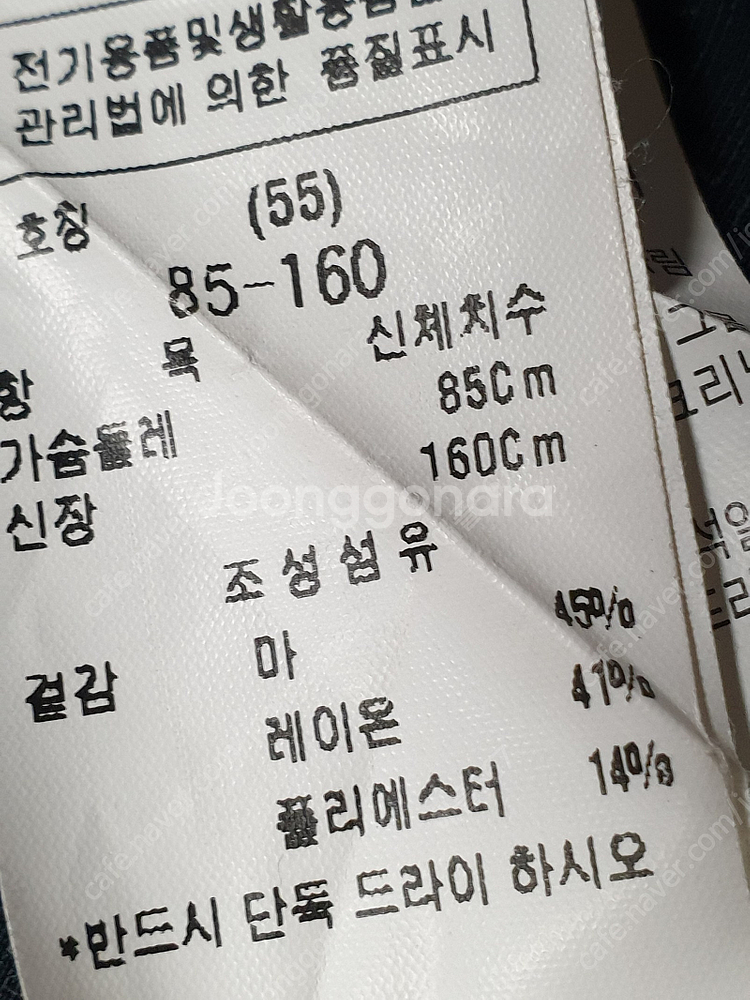 전기용품및생활용품
관리법에 의한 품질표시
호칭 (55)
85-160
항 목 신체치수
가슴둘레 85Cm
신장 160Cm
조성섬유
겉감 마 45%
레이온 41%
폴리에스터 14%
*반드시 단독 드라이 하시오
Joonggonara